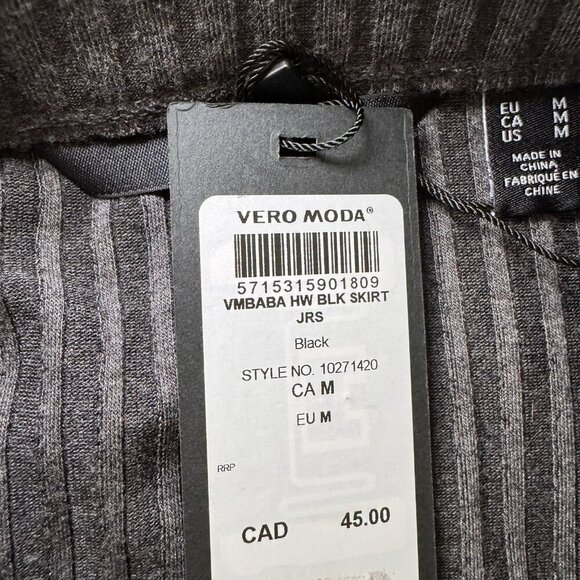 EU M
CA M
US M
MADE IN
CHINA
FABRIQUÉ EN
CHINE
VERO MODA®
5715315901809
VMBABA HW BLK SKIRT
JRS
Black
STYLE NO. 10271420
CA M
EU M
RRP
CAD 45.00